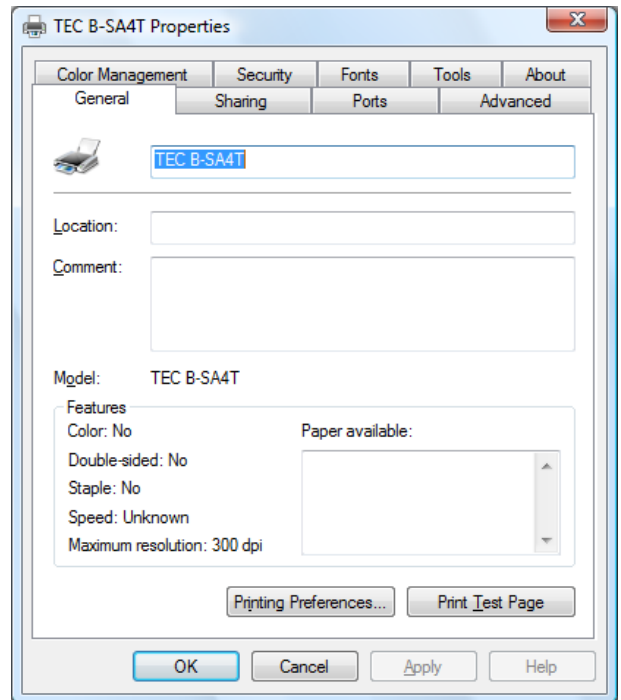 TEC B-SA4T Properties
Color Management Security Fonts Tools About
General Sharing Ports Advanced
TEC B-SA4T
Location:
Comment:
Model: TEC B-SA4T
Features
Color: No Paper available:
Double-sided: No
Staple: No
Speed: Unknown
Maximum resolution: 300 dpi
Printing Preferences... Print Test Page
OK Cancel Apply Help